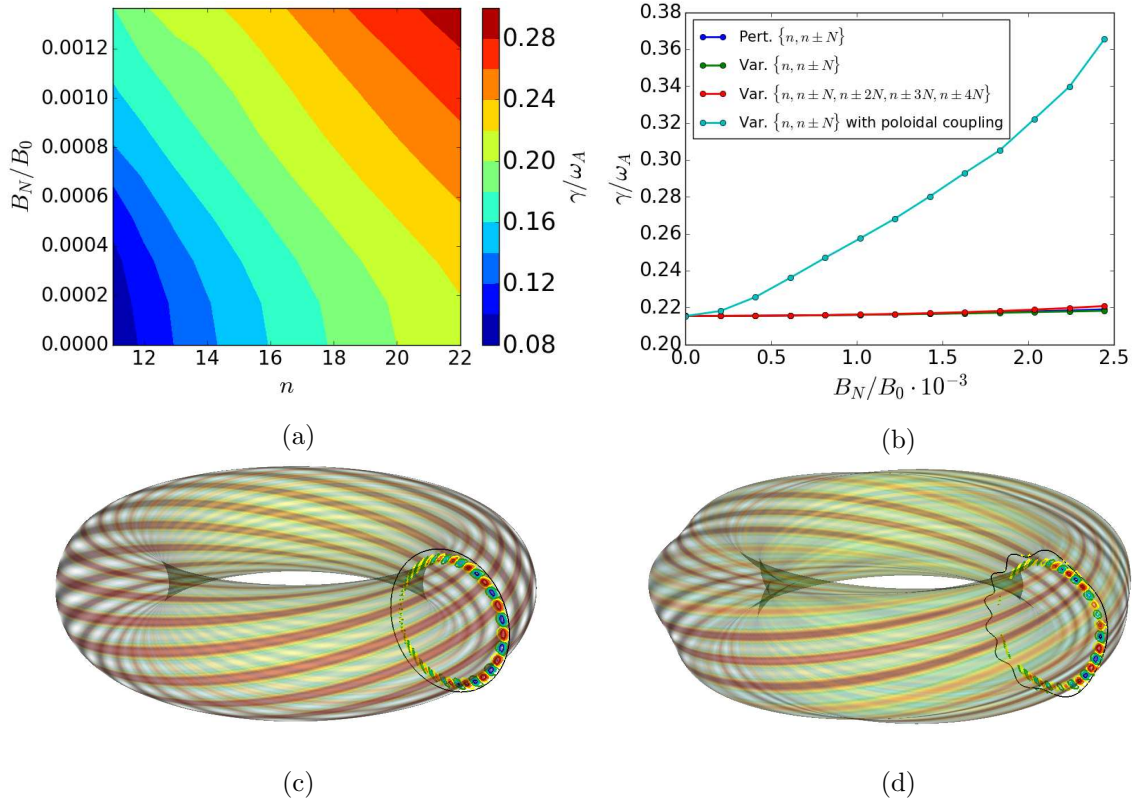 0.0012
0.0010
0.0008
0.0006
0.0004
0.0002
0.0000
B_N/B_0
12 14 16 18 20 22
n
0.28
0.24
0.20
0.16
0.12
0.08
γ/ω_A
(a)
0.38
0.36
0.34
0.32
0.30
0.28
0.26
0.24
0.22
0.20
γ/ω_A
Pert. {n, n ± N}
Var. {n, n ± N}
Var. {n, n ± N, n ± 2N, n ± 3N, n ± 4N}
Var. {n, n ± N} with poloidal coupling
0.0 0.5 1.0 1.5 2.0 2.5
B_N/B_0 · 10^{-3}
(b)
(c)
(d)